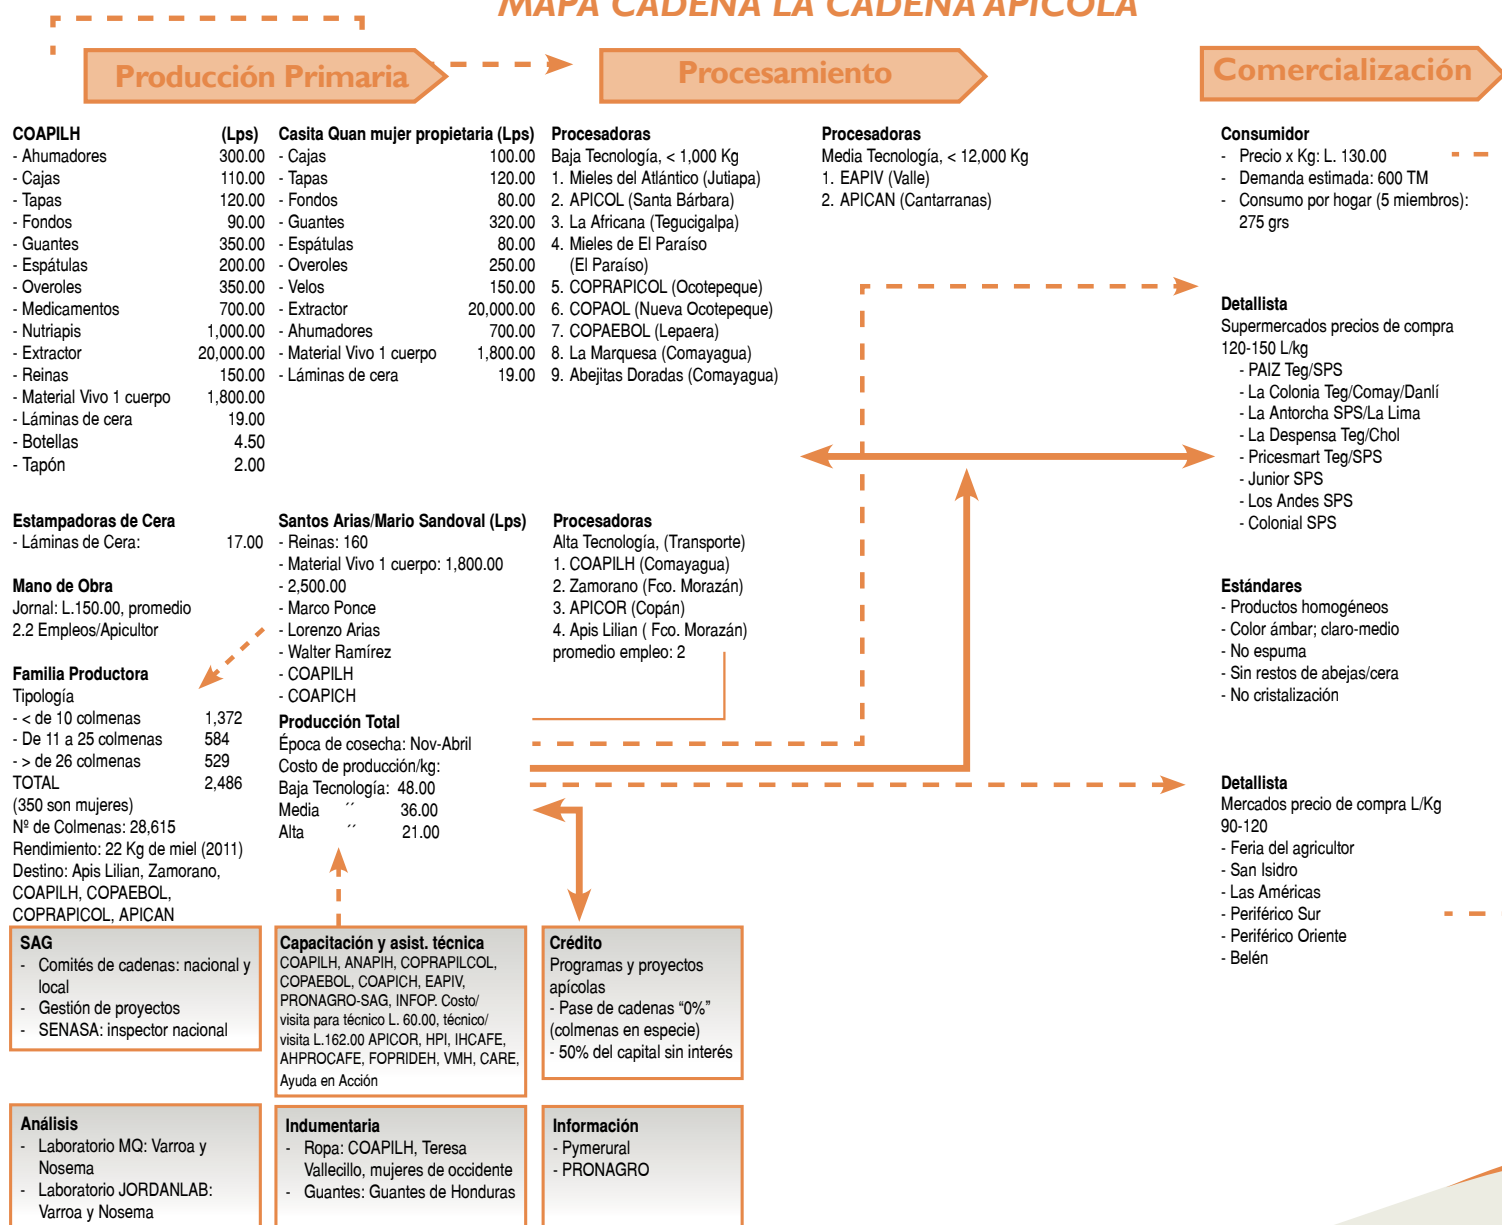 MAPA CADENA LA CADENA APICOLA
Producción Primaria
Procesamiento
Comercialización
COAPILH (Lps)
- Ahumadores 300.00
- Cajas 110.00
- Tapas 120.00
- Fondos 90.00
- Guantes 350.00
- Espátulas 200.00
- Overoles 350.00
- Medicamentos 700.00
- Nutriapis 1,000.00
- Extractor 20,000.00
- Reinas 150.00
- Material Vivo 1 cuerpo 1,800.00
- Láminas de cera 19.00
- Botellas 4.50
- Tapón 2.00
Casita Quan mujer propietaria (Lps)
- Cajas 100.00
- Tapas 120.00
- Fondos 80.00
- Guantes 320.00
- Espátulas 80.00
- Overoles 250.00
- Velos 150.00
- Extractor 20,000.00
- Ahumadores 700.00
- Material Vivo 1 cuerpo 1,800.00
- Láminas de cera 19.00
Procesadoras
Baja Tecnología, < 1,000 Kg
1. Mieles del Atlántico (Jutiapa)
2. APICOL (Santa Bárbara)
3. La Africana (Tegucigalpa)
4. Mieles de El Paraíso
(El Paraíso)
5. COPRAPICOL (Ocotepeque)
6. COPAOL (Nueva Ocotepeque)
7. COPAEBOL (Lepaera)
8. La Marquesa (Comayagua)
9. Abejitas Doradas (Comayagua)
Procesadoras
Media Tecnología, < 12,000 Kg
1. EAPIV (Valle)
2. APICAN (Cantarranas)
Consumidor
- Precio x Kg: L. 130.00
- Demanda estimada: 600 TM
- Consumo por hogar (5 miembros):
275 grs
Detallista
Supermercados precios de compra
120-150 L/kg
- PAIZ Teg/SPS
- La Colonia Teg/Comay/Danlí
- La Antorcha SPS/La Lima
- La Despensa Teg/Chol
- Pricesmart Teg/SPS
- Junior SPS
- Los Andes SPS
- Colonial SPS
Estampadoras de Cera
- Láminas de Cera: 17.00
Mano de Obra
Jornal: L.150.00, promedio
2.2 Empleos/Apicultor
Familia Productora
Tipología
- < de 10 colmenas 1,372
- De 11 a 25 colmenas 584
- > de 26 colmenas 529
TOTAL 2,486
(350 son mujeres)
Nº de Colmenas: 28,615
Rendimiento: 22 Kg de miel (2011)
Destino: Apis Lilian, Zamorano,
COAPILH, COPAEBOL,
COPRAPICOL, APICAN
Santos Arias/Mario Sandoval (Lps)
- Reinas: 160
- Material Vivo 1 cuerpo: 1,800.00
- 2,500.00
- Marco Ponce
- Lorenzo Arias
- Walter Ramírez
- COAPILH
- COAPICH
Producción Total
Época de cosecha: Nov-Abril
Costo de producción/kg:
Baja Tecnología: 48.00
Media ´´ 36.00
Alta ´´ 21.00
Procesadoras
Alta Tecnología, (Transporte)
1. COAPILH (Comayagua)
2. Zamorano (Fco. Morazán)
3. APICOR (Copán)
4. Apis Lilian ( Fco. Morazán)
promedio empleo: 2
Estándares
- Productos homogéneos
- Color ámbar; claro-medio
- No espuma
- Sin restos de abejas/cera
- No cristalización
Detallista
Mercados precio de compra L/Kg
90-120
- Feria del agricultor
- San Isidro
- Las Américas
- Periférico Sur
- Periférico Oriente
- Belén
SAG
- Comités de cadenas: nacional y
local
- Gestión de proyectos
- SENASA: inspector nacional
Capacitación y asist. técnica
COAPILH, ANAPIH, COPRAPILCOL,
COPAEBOL, COAPICH, EAPIV,
PRONAGRO-SAG, INFOP. Costo/
visita para técnico L. 60.00, técnico/
visita L.162.00 APICOR, HPI, IHCAFE,
AHPROCAFE, FOPRIDEH, VMH, CARE,
Ayuda en Acción
Crédito
Programas y proyectos
apícolas
- Pase de cadenas “0%”
(colmenas en especie)
- 50% del capital sin interés
Análisis
- Laboratorio MQ: Varroa y
Nosema
- Laboratorio JORDANLAB:
Varroa y Nosema
Indumentaria
- Ropa: COAPILH, Teresa
Vallecillo, mujeres de occidente
- Guantes: Guantes de Honduras
Información
- Pymerural
- PRONAGRO